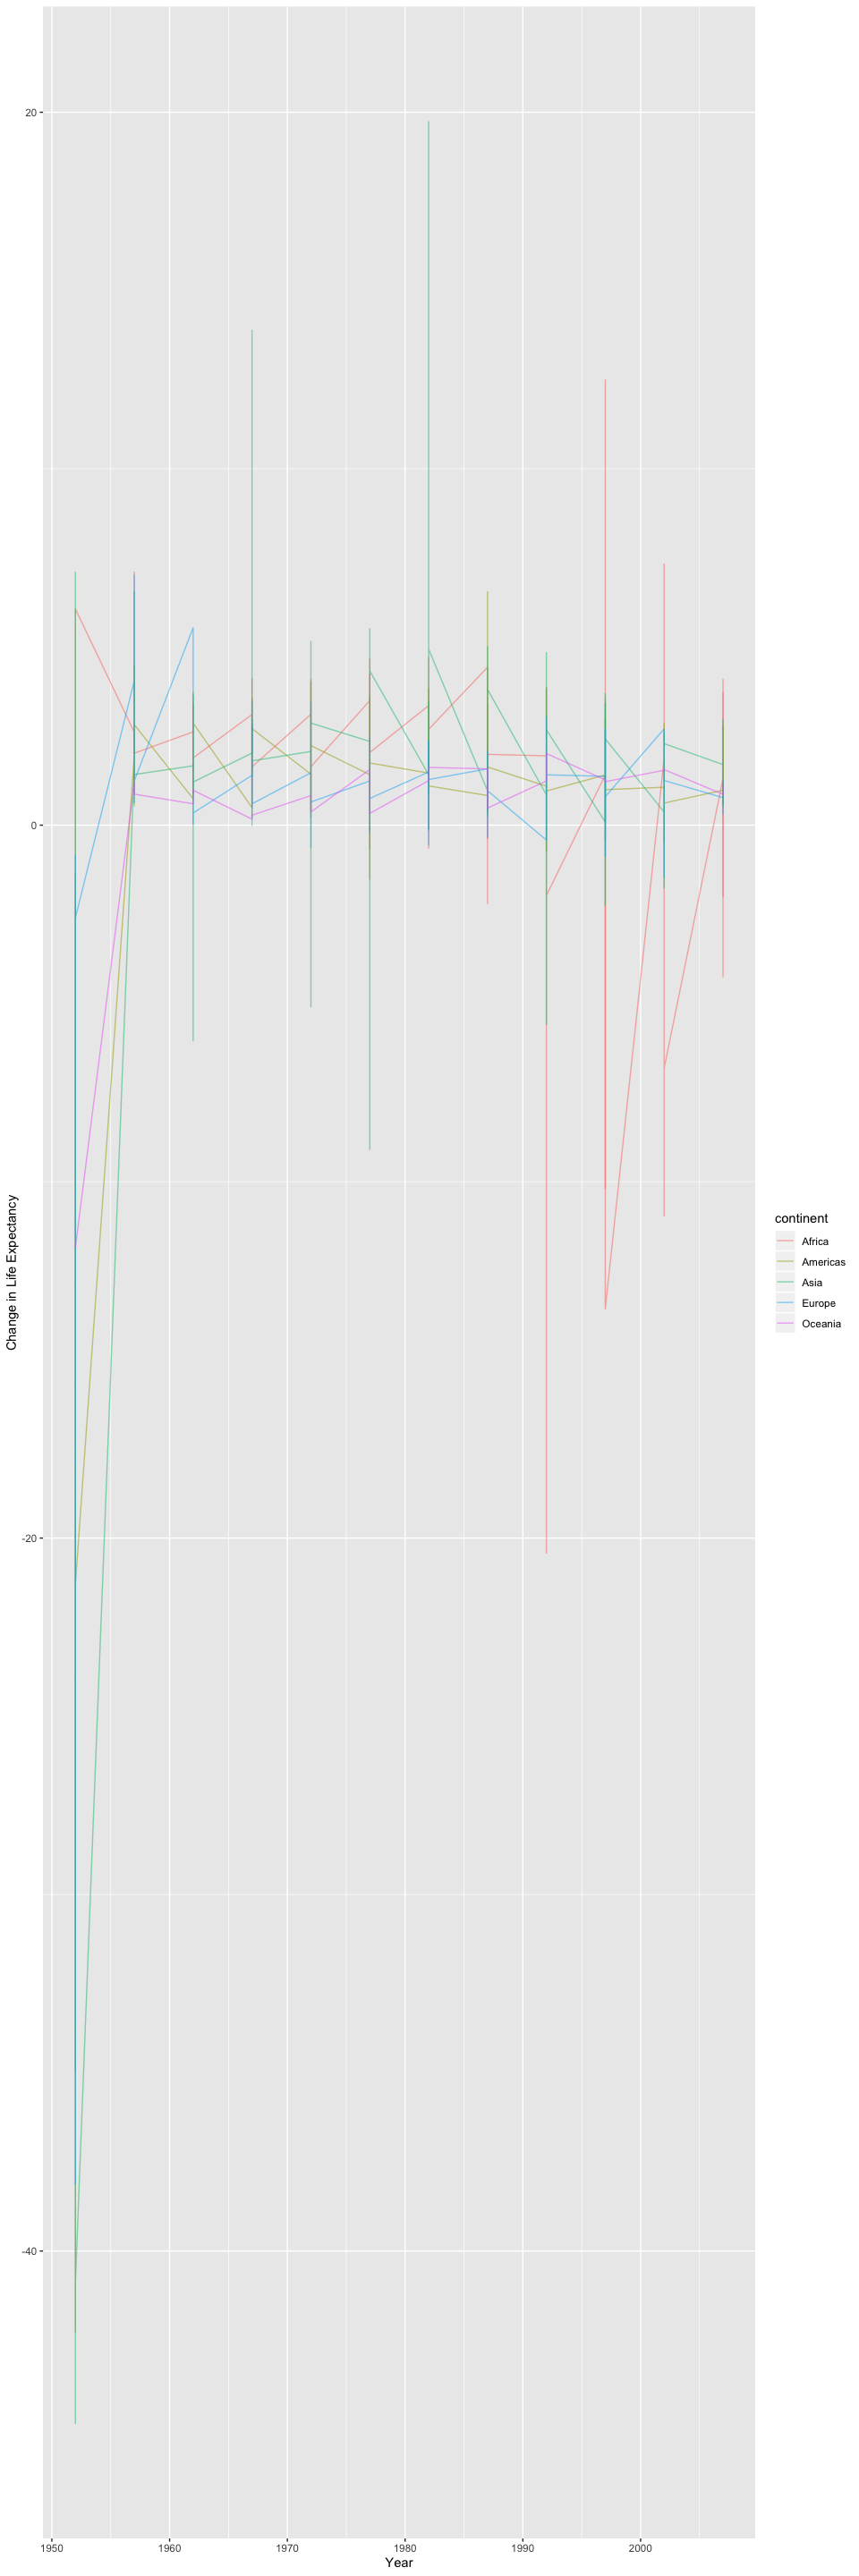 20
0
-20
-40
Change in Life Expectancy
1950
1960
1970
1980
1990
2000
Year
continent
Africa
Americas
Asia
Europe
Oceania